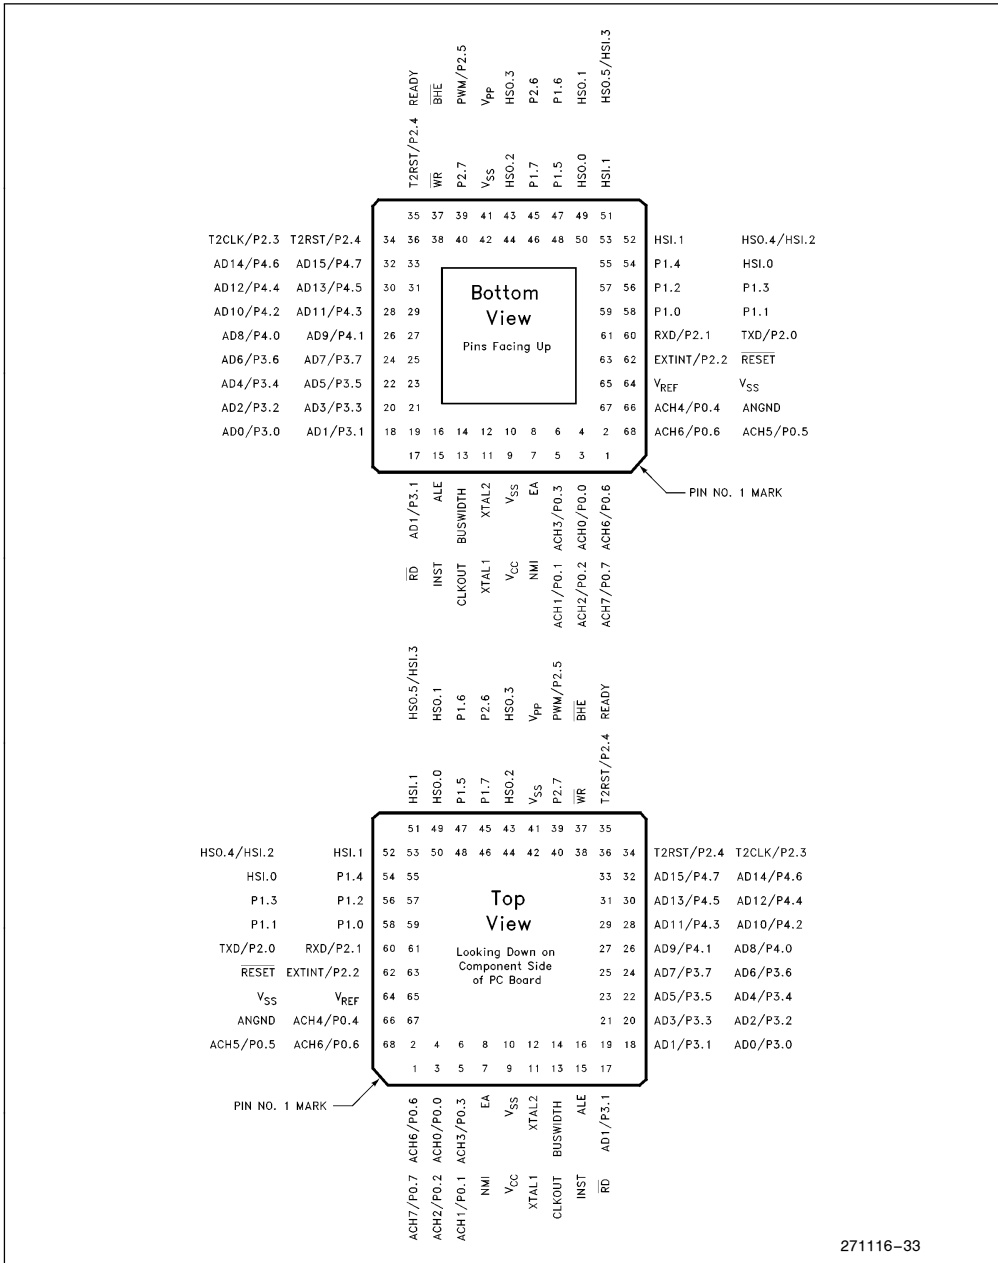 READY BHE PWM/P2.5 VPP HSO.3 P2.6 P1.6 HSO.1 HSO.5/HSI.3
T2RST/P2.4 WR P2.7 VSS HSO.2 P1.7 P1.5 HSO.0 HSI.1
35 37 39 41 43 45 47 49 51
T2CLK/P2.3 T2RST/P2.4 34 36 38 40 42 44 46 48 50 53 52 HSI.1 HSO.4/HSI.2
AD14/P4.6 AD15/P4.7 32 33 55 54 P1.4 HSI.0
AD12/P4.4 AD13/P4.5 30 31 57 56 P1.2 P1.3
AD10/P4.2 AD11/P4.3 28 29 59 58 P1.0 P1.1
AD8/P4.0 AD9/P4.1 26 27 61 60 RXD/P2.1 TXD/P2.0
AD6/P3.6 AD7/P3.7 24 25 63 62 EXTINT/P2.2 RESET
AD4/P3.4 AD5/P3.5 22 23 65 64 VREF VSS
AD2/P3.2 AD3/P3.3 20 21 67 66 ACH4/P0.4 ANGND
AD0/P3.0 AD1/P3.1 18 19 16 14 12 10 8 6 4 2 68 ACH6/P0.6 ACH5/P0.5
17 15 13 11 9 7 5 3 1
Bottom
View
Pins Facing Up
PIN NO. 1 MARK
AD1/P3.1 ALE BUSWIDTH XTAL2 VSS EA ACH3/P0.3 ACH0/P0.0 ACH6/P0.6
RD INST CLKOUT XTAL1 VCC NMI ACH1/P0.1 ACH2/P0.2 ACH7/P0.7
HSO.5/HSI.3 HSO.1 P1.6 P2.6 HSO.3 VPP PWM/P2.5 BHE READY
HSI.1 HSO.0 P1.5 P1.7 HSO.2 VSS P2.7 WR T2RST/P2.4
51 49 47 45 43 41 39 37 35
HSO.4/HSI.2 HSI.1 52 53 50 48 46 44 42 40 38 36 34 T2RST/P2.4 T2CLK/P2.3
HSI.0 P1.4 54 55 33 32 AD15/P4.7 AD14/P4.6
P1.3 P1.2 56 57 31 30 AD13/P4.5 AD12/P4.4
P1.1 P1.0 58 59 29 28 AD11/P4.3 AD10/P4.2
TXD/P2.0 RXD/P2.1 60 61 27 26 AD9/P4.1 AD8/P4.0
RESET EXTINT/P2.2 62 63 25 24 AD7/P3.7 AD6/P3.6
VSS VREF 64 65 23 22 AD5/P3.5 AD4/P3.4
ANGND ACH4/P0.4 66 67 21 20 AD3/P3.3 AD2/P3.2
ACH5/P0.5 ACH6/P0.6 68 2 4 6 8 10 12 14 16 19 18 AD1/P3.1 AD0/P3.0
1 3 5 7 9 11 13 15 17
Top
View
Looking Down on
Component Side
of PC Board
PIN NO. 1 MARK
ACH6/P0.6 ACH0/P0.0 ACH3/P0.3 EA VSS XTAL2 BUSWIDTH ALE AD1/P3.1
ACH7/P0.7 ACH2/P0.2 ACH1/P0.1 NMI VCC XTAL1 CLKOUT INST RD
271116–33